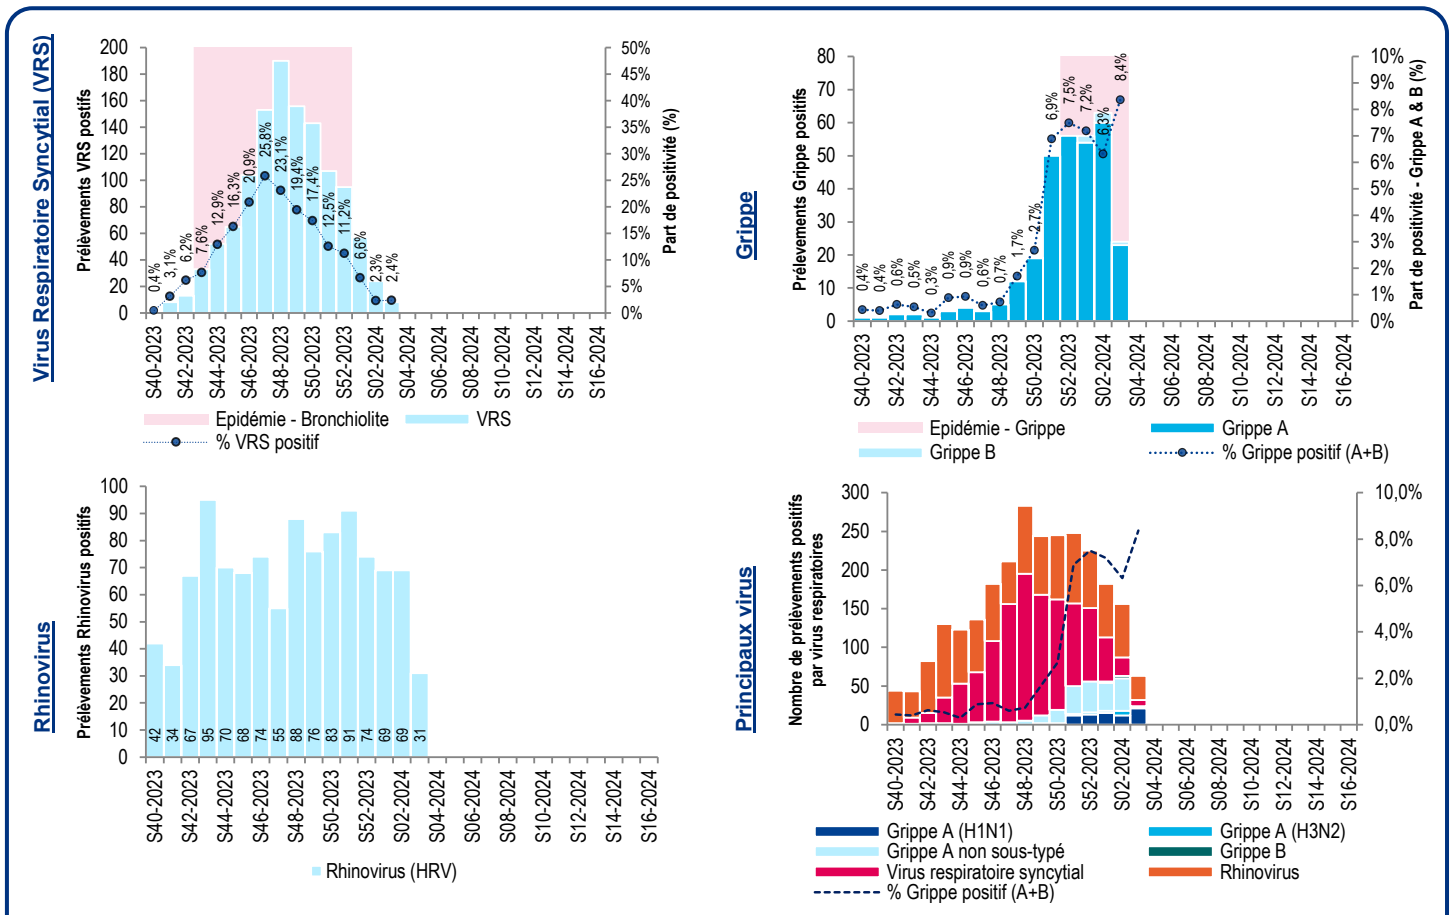 Virus Respiratoire Syncytial (VRS)
Prélèvements VRS positifs
200
180
160
140
120
100
80
60
40
20
0
0,4%
3,1%
6,2%
7,6%
12,9%
16,3%
20,9%
25,8%
23,1%
19,4%
17,4%
12,5%
11,2%
6,6%
2,3%
2,4%
50%
45%
40%
35%
30%
25%
20%
15%
10%
5%
0%
Part de positivité (%)
S40-2023
S42-2023
S44-2023
S46-2023
S48-2023
S50-2023
S52-2023
S02-2024
S04-2024
S06-2024
S08-2024
S10-2024
S12-2024
S14-2024
S16-2024
Epidémie - Bronchiolite
VRS
% VRS positif
Grippe
Prélevements Grippe positifs
80
70
60
50
40
30
20
10
0
0,4%
0,4%
0,6%
0,5%
0,3%
0,9%
0,9%
0,6%
0,7%
1,7%
2,7%
6,9%
7,5%
7,2%
6,3%
8,4%
10%
9%
8%
7%
6%
5%
4%
3%
2%
1%
0%
Part de positivité - Grippe A & B (%)
S40-2023
S42-2023
S44-2023
S46-2023
S48-2023
S50-2023
S52-2023
S02-2024
S04-2024
S06-2024
S08-2024
S10-2024
S12-2024
S14-2024
S16-2024
Epidémie - Grippe
Grippe A
Grippe B
% Grippe positif (A+B)
Rhinovirus
Prélèvements Rhinovirus positifs
100
90
80
70
60
50
40
30
20
10
0
42
34
67
95
70
68
74
55
88
76
83
91
74
69
69
31
S40-2023
S42-2023
S44-2023
S46-2023
S48-2023
S50-2023
S52-2023
S02-2024
S04-2024
S06-2024
S08-2024
S10-2024
S12-2024
S14-2024
S16-2024
Rhinovirus (HRV)
Principaux virus
Nombre de prélèvements positifs
par virus respiratoires
300
250
200
150
100
50
0
10,0%
8,0%
6,0%
4,0%
2,0%
0,0%
S40-2023
S42-2023
S44-2023
S46-2023
S48-2023
S50-2023
S52-2023
S02-2024
S04-2024
S06-2024
S08-2024
S10-2024
S12-2024
S14-2024
S16-2024
Grippe A (H1N1)
Grippe A (H3N2)
Grippe A non sous-typé
Grippe B
Virus respiratoire syncytial
Rhinovirus
% Grippe positif (A+B)